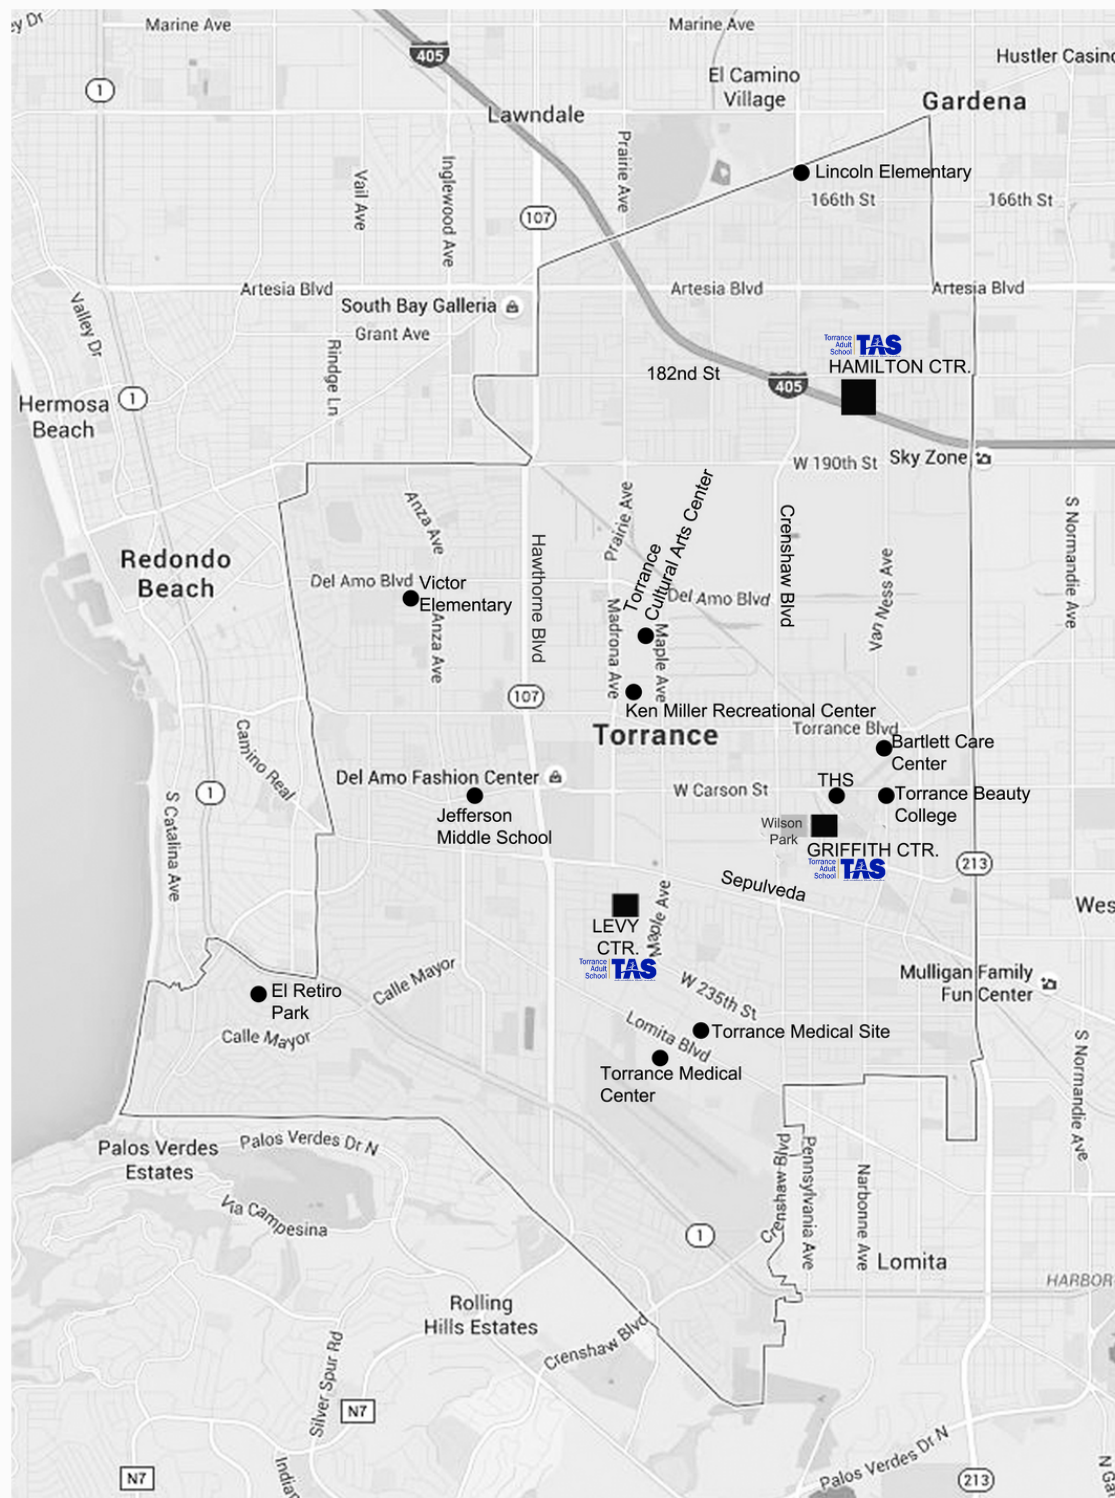 ey Dr
Marine Ave
Marine Ave
405
Hustler Casino
1
El Camino
Village
Gardena
Lawndale
Prairie Ave
Vail Ave
Inglewood Ave
Lincoln Elementary
166th St
166th St
107
Artesia Blvd
Artesia Blvd
Artesia Blvd
South Bay Galleria
Valley Dr
Grant Ave
Rindge Ln
Torrance
Adult
School
TAS
HAMILTON CTR.
182nd St
405
1
Hermosa
Beach
W 190th St
Sky Zone
Anza Ave
Prairie Ave
Torrance
Cultural Arts Center
Crenshaw Blvd
S Normandie Ave
Redondo
Beach
Hawthorne Blvd
Del Amo Blvd
Victor
Elementary
Del Amo Blvd
Van Ness Ave
Anza Ave
Madrona Ave
Maple Ave
107
Ken Miller Recreational Center
Torrance
Torrance Blvd
Bartlett Care
Center
Camino Real
Del Amo Fashion Center
W Carson St
THS
Torrance Beauty
College
1
S Catalina Ave
Jefferson
Middle School
Wilson
Park
GRIFFITH CTR.
Torrance
Adult
School
TAS
213
Sepulveda
Wes
LEVY
CTR.
Maple Ave
Torrance
Adult
School
TAS
Mulligan Family
Fun Center
El Retiro
Park
Calle Mayor
Calle Mayor
W 235th St
Lomita Blvd
Torrance Medical Site
Torrance Medical
Center
S Normandie Ave
Palos Verdes
Estates
Palos Verdes Dr N
Crenshaw Blvd
Pennsylvania Ave
Narbonne Ave
Via Campesina
1
Lomita
HARBOR
Rolling
Hills Estates
Crenshaw Blvd
Silver Spur Rd
N7
N7
Indian
Palos Verdes Dr N
213
N Ga